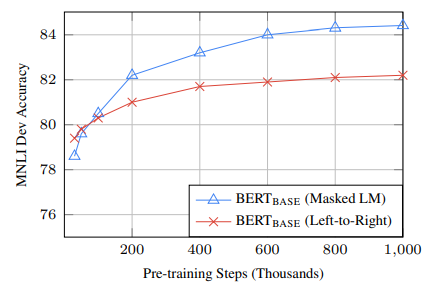 84
82
80
78
76
MNLI Dev Accuracy
BERTBASE (Masked LM)
BERTBASE (Left-to-Right)
200 400 600 800 1,000
Pre-training Steps (Thousands)